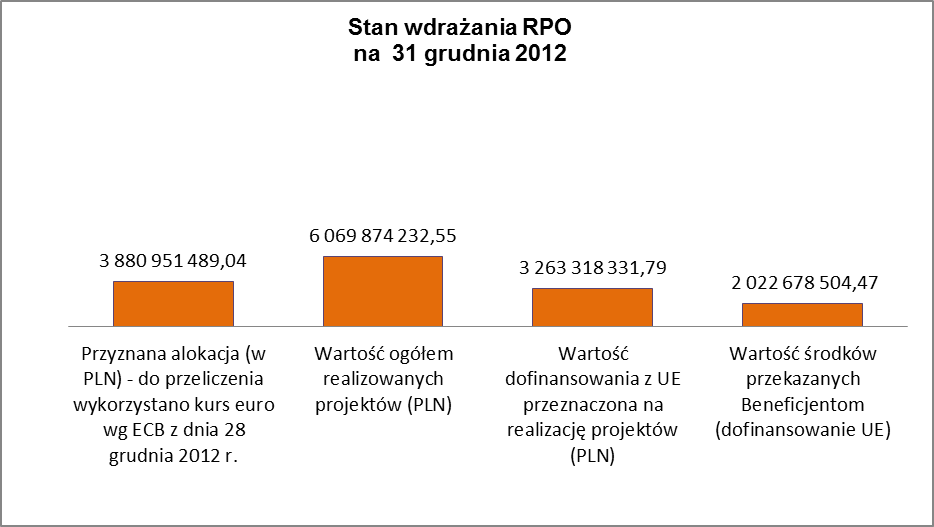 Stan wdrażania RPO
na 31 grudnia 2012
3 880 951 489,04
6 069 874 232,55
3 263 318 331,79
2 022 678 504,47
Przyznana alokacja (w
PLN) - do przeliczenia
wykorzystano kurs euro
wg ECB z dnia 28
grudnia 2012 r.
Wartość ogółem
realizowanych
projektów (PLN)
Wartość
dofinansowania z UE
przeznaczona na
realizację projektów
(PLN)
Wartość środków
przekazanych
Beneficjentom
(dofinansowanie UE)